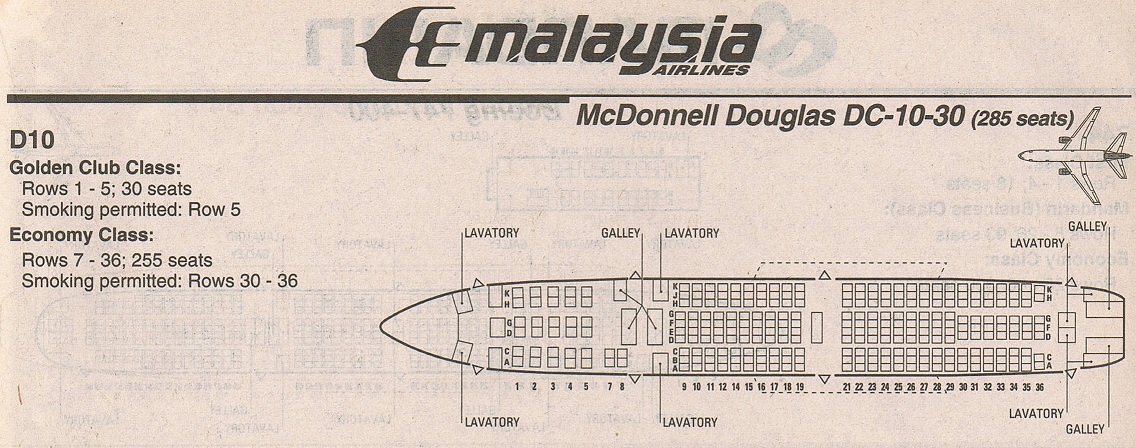 malaysia
AIRLINES
McDonnell Douglas DC-10-30 (285 seats)
D10
Golden Club Class:
Rows 1 - 5; 30 seats
Smoking permitted: Row 5
Economy Class:
Rows 7 - 36; 255 seats
Smoking permitted: Rows 30 - 36
LAVATORY GALLEY LAVATORY LAVATORY GALLEY
K H K J H K H
G D G F E D G F D
C A C B A C A
1 2 3 4 5 7 8 9 10 11 12 13 14 15 16 17 18 19 21 22 23 24 25 26 27 28 29 30 31 32 33 34 35 36
LAVATORY LAVATORY LAVATORY GALLEY